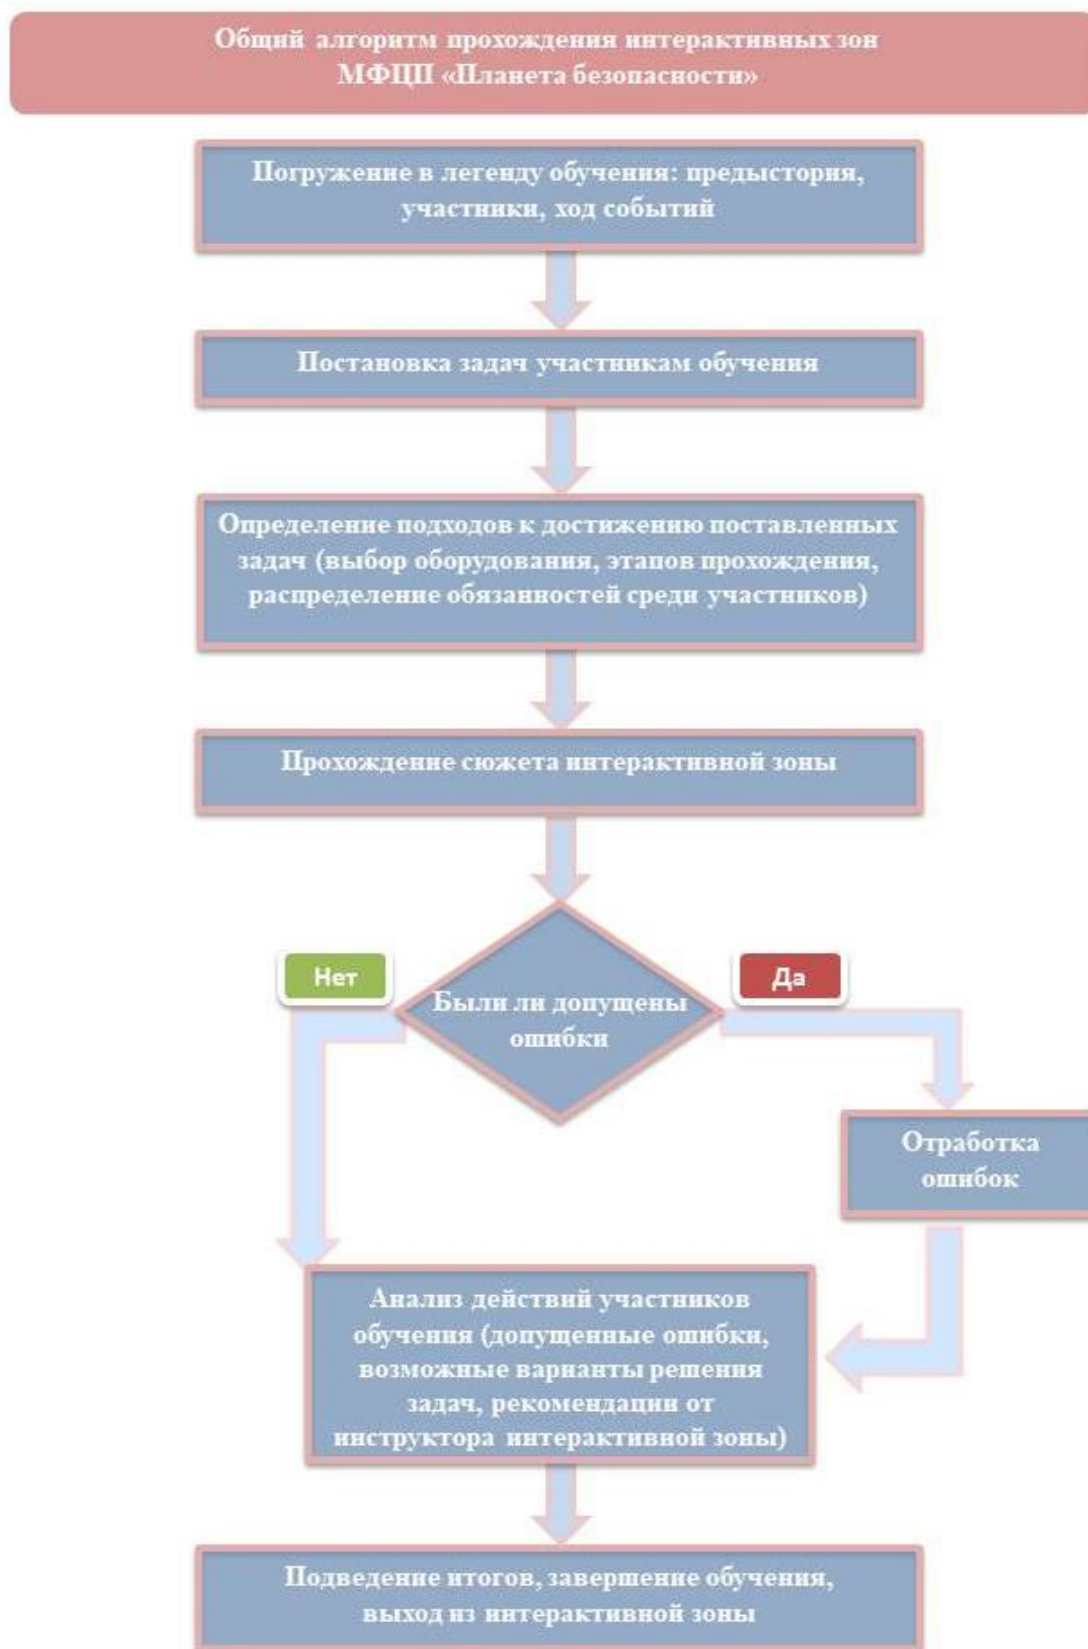 Общий алгоритм прохождения интерактивных зон
МФЦП «Планета безопасности»
Погружение в легенду обучения: предыстория,
участники, ход событий
Постановка задач участникам обучения
Определение подходов к достижению поставленных
задач (выбор оборудования, этапов прохождения,
распределение обязанностей среди участников)
Прохождение сюжета интерактивной зоны
Нет
Да
Были ли допущены
ошибки
Отработка
ошибок
Анализ действий участников
обучения (допущенные ошибки,
возможные варианты решения
задач, рекомендации от
инструктора интерактивной зоны)
Подведение итогов, завершение обучения,
выход из интерактивной зоны